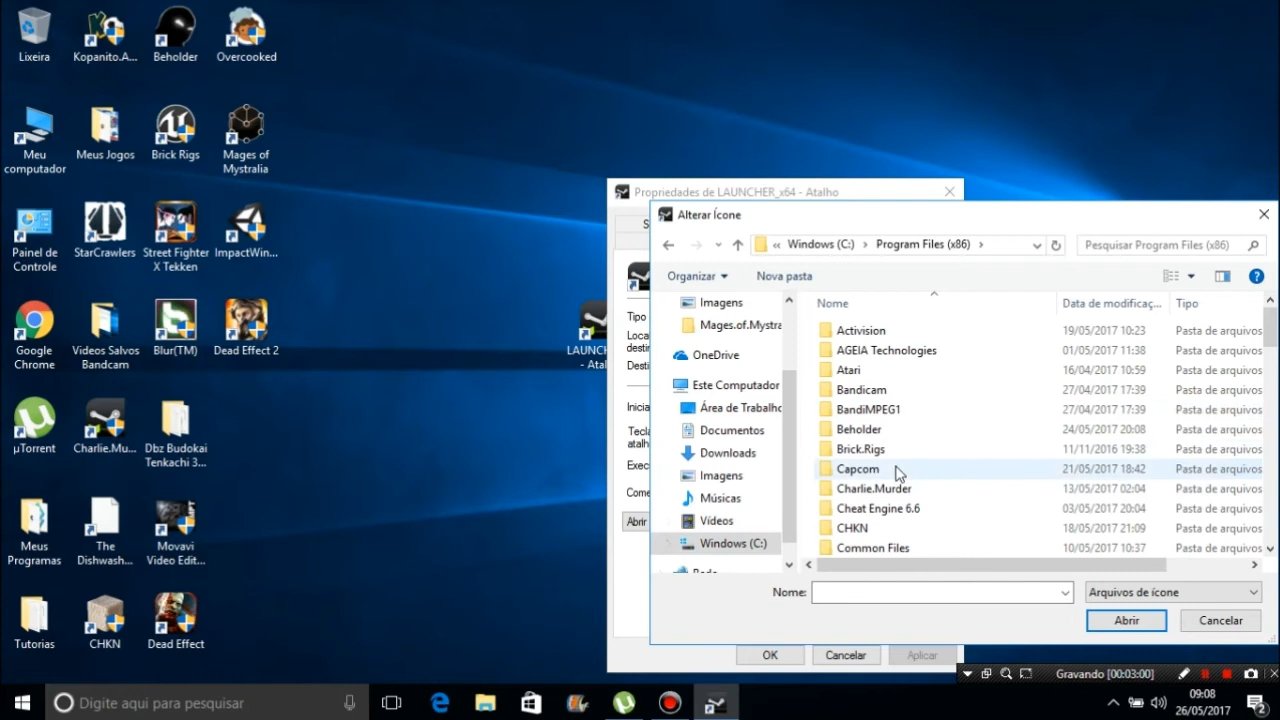 Lixeira
Kopanito.A...
Beholder
Overcooked
Meu
computador
Meus Jogos
Brick Rigs
Mages of
Mystralia
Painel de
Controle
StarCrawlers
Street Fighter
X Tekken
ImpactWin...
Google
Chrome
Videos Salvos
Bandcam
Blur(TM)
Dead Effect 2
µTorrent
Charlie.Mu...
Dbz Budokai
Tenkachi 3...
Meus
Programas
The
Dishwash...
Movavi
Video Edit...
Tutorias
CHKN
Dead Effect
LAUNCH
- Atal
Propriedades de LAUNCHER_x64 - Atalho
Tipo
Loca
destin
Desti
Inicia
Tecla
atalh
Exec
Come
Abrir
OK
Cancelar
Aplicar
Alterar Ícone
« Windows (C:) > Program Files (x86) >
Pesquisar Program Files (x86)
Organizar
Nova pasta
Imagens
Mages.of.Mystra
OneDrive
Este Computador
Área de Trabalho
Documentos
Downloads
Imagens
Músicas
Vídeos
Windows (C:)
Rede
Nome Data de modificaç... Tipo
Activision 19/05/2017 10:23 Pasta de arquivos
AGEIA Technologies 01/05/2017 11:38 Pasta de arquivos
Atari 16/04/2017 10:59 Pasta de arquivos
Bandicam 27/04/2017 17:39 Pasta de arquivos
BandiMPEG1 27/04/2017 17:39 Pasta de arquivos
Beholder 24/05/2017 20:08 Pasta de arquivos
Brick.Rigs 11/11/2016 19:38 Pasta de arquivos
Capcom 21/05/2017 18:42 Pasta de arquivos
Charlie.Murder 13/05/2017 02:04 Pasta de arquivos
Cheat Engine 6.6 03/05/2017 20:04 Pasta de arquivos
CHKN 18/05/2017 21:09 Pasta de arquivos
Common Files 10/05/2017 10:37 Pasta de arquivos
Nome:
Arquivos de ícone
Abrir
Cancelar
Gravando [00:03:00]
Digite aqui para pesquisar
09:08
26/05/2017
2